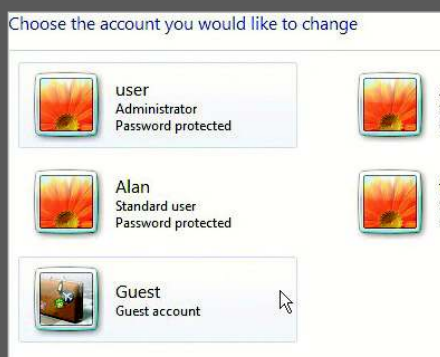 Choose the account you would like to change
user
Administrator
Password protected
Alan
Standard user
Password protected
Guest
Guest account